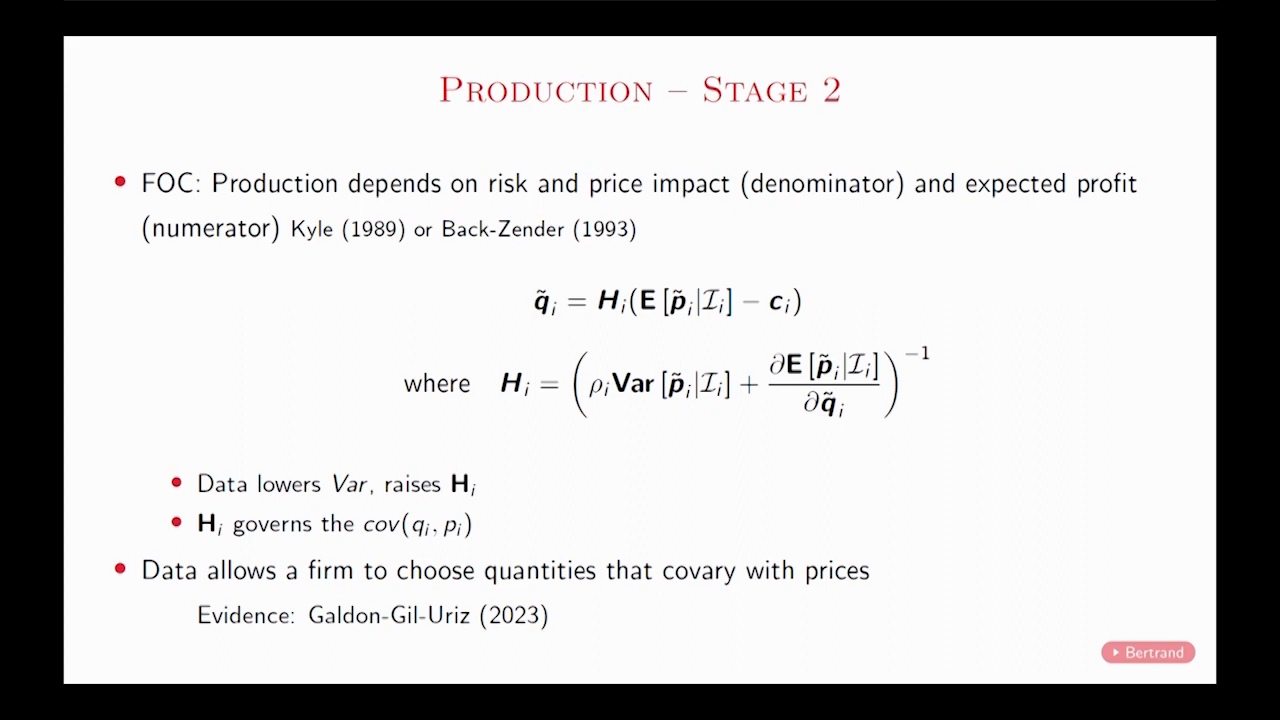 PRODUCTION – STAGE 2
• FOC: Production depends on risk and price impact (denominator) and expected profit
(numerator) Kyle (1989) or Back-Zender (1993)
q̃ᵢ = Hᵢ(E [p̃ᵢ|ℐᵢ] − cᵢ)
where Hᵢ = (ρᵢVar [p̃ᵢ|ℐᵢ] + ∂E [p̃ᵢ|ℐᵢ] / ∂q̃ᵢ)⁻¹
• Data lowers Var, raises Hᵢ
• Hᵢ governs the cov(qᵢ, pᵢ)
• Data allows a firm to choose quantities that covary with prices
Evidence: Galdon-Gil-Uriz (2023)
Bertrand